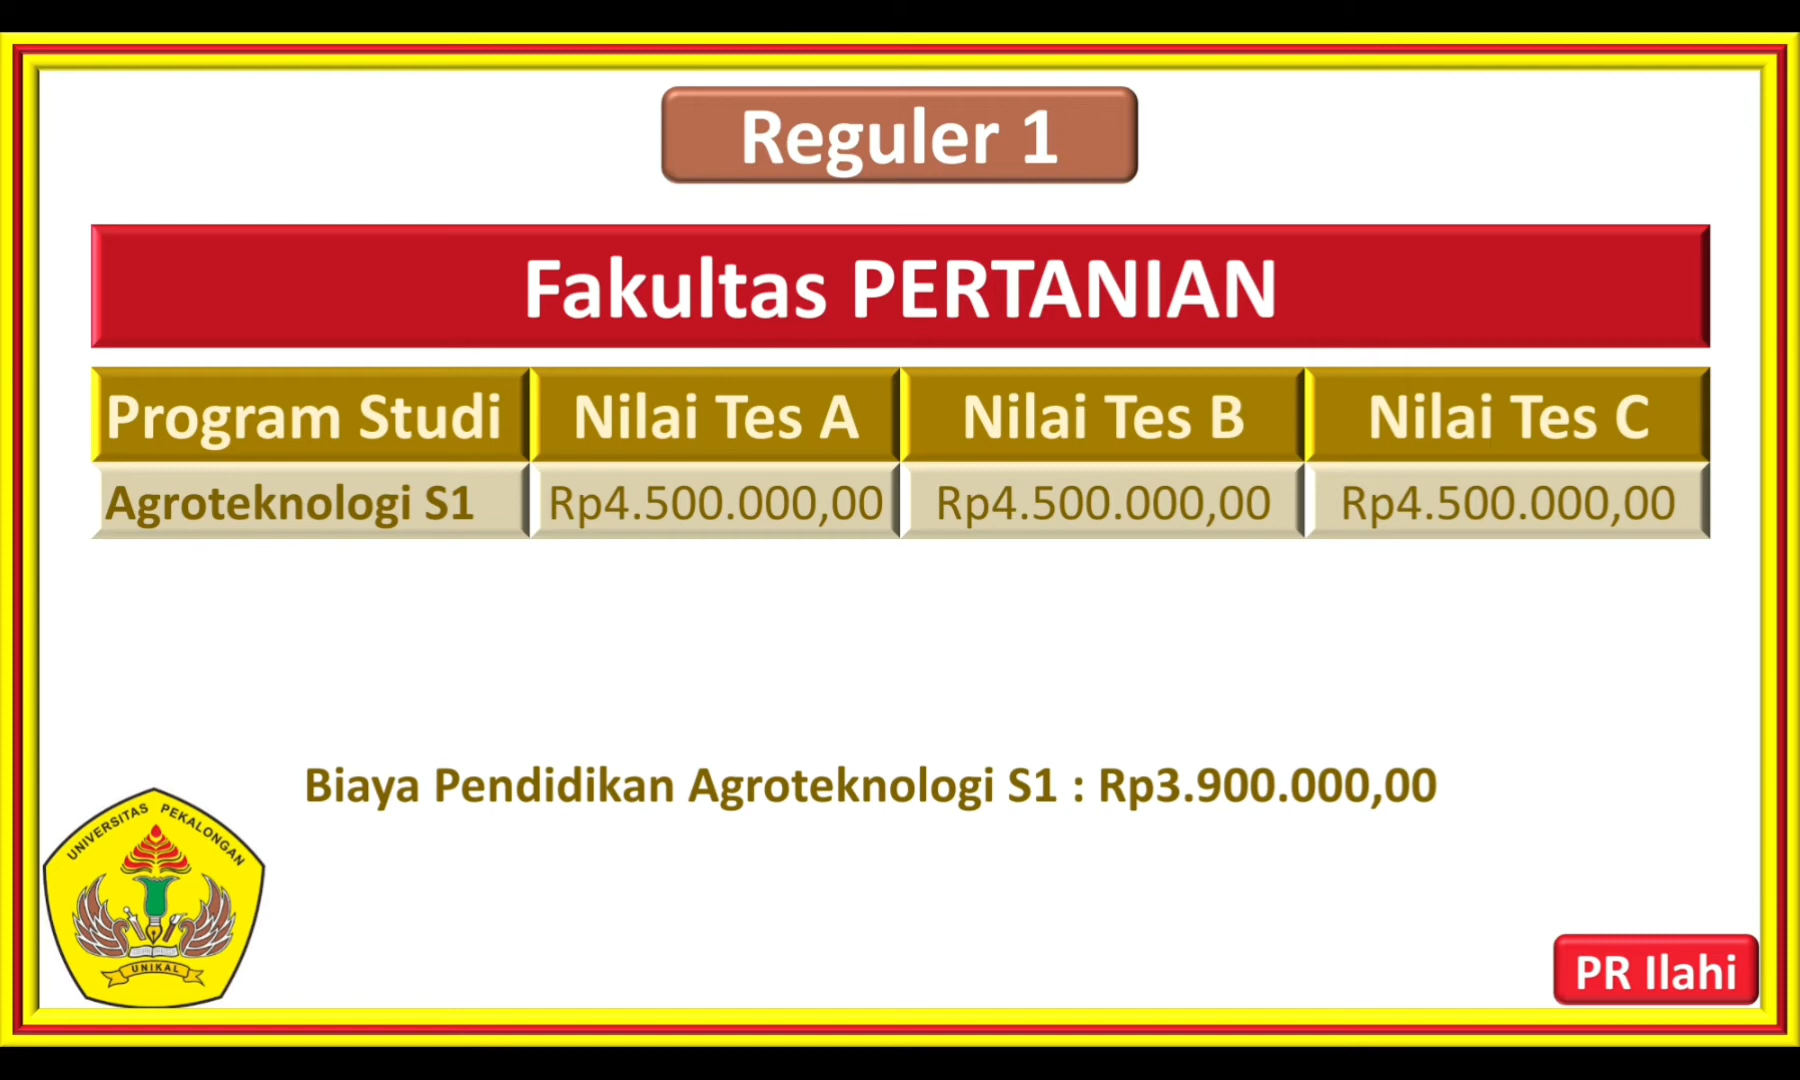 Reguler 1
Fakultas PERTANIAN
Program Studi Nilai Tes A Nilai Tes B Nilai Tes C
Agroteknologi S1 Rp4.500.000,00 Rp4.500.000,00 Rp4.500.000,00
Biaya Pendidikan Agroteknologi S1 : Rp3.900.000,00
UNIVERSITAS PEKALONGAN
UNIKAL
PR Ilahi